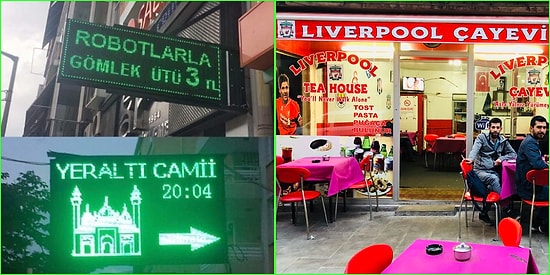 ROBOTLARLA
GÖMLEK ÜTÜ 3 TL
YERALTI CAMİİ
20:04
LIVERPOOL ÇAYEVİ
LIVERPOOL
TEA HOUSE
"You'll Never Walk Alone"
TOST
PASTA
PUĞAÇA
BULUNUR
LIVERPOOL
ÇAYEVİ